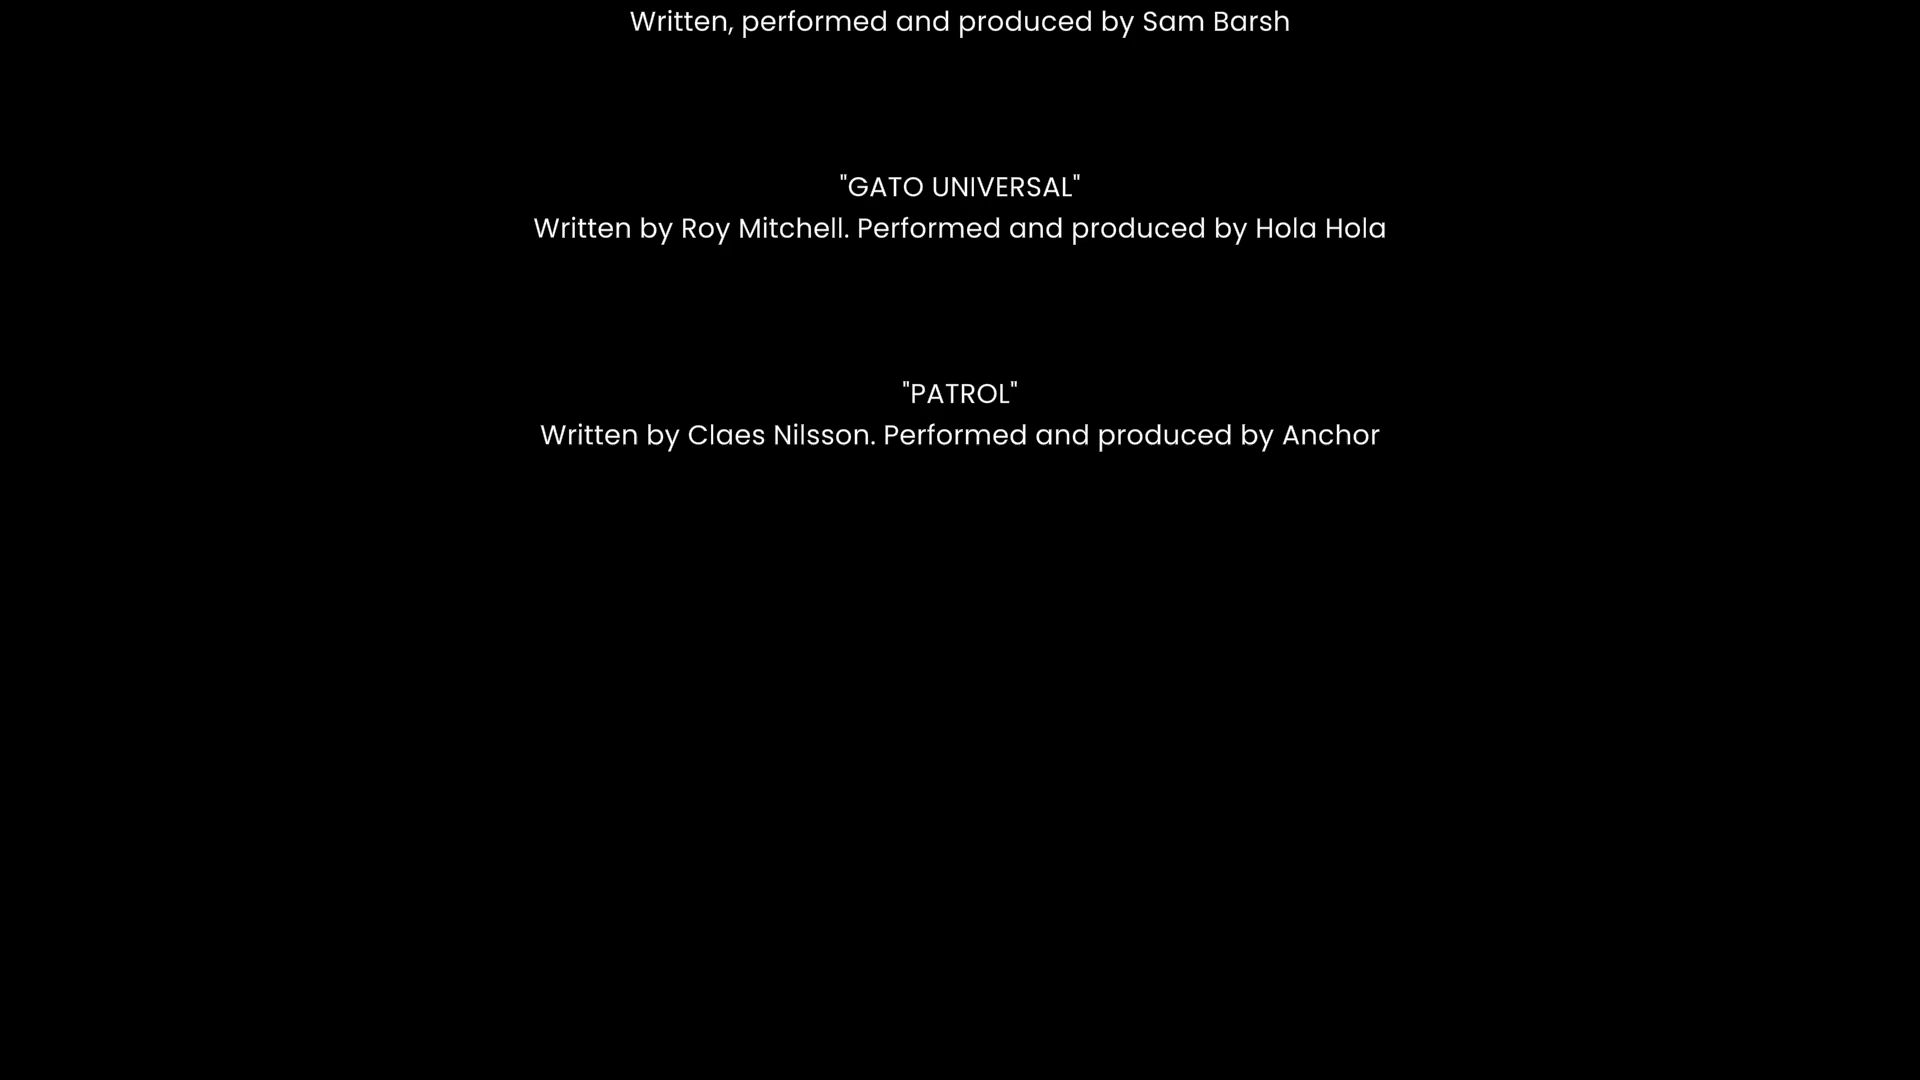 Written, performed and produced by Sam Barsh
"GATO UNIVERSAL"
Written by Roy Mitchell. Performed and produced by Hola Hola
"PATROL"
Written by Claes Nilsson. Performed and produced by Anchor